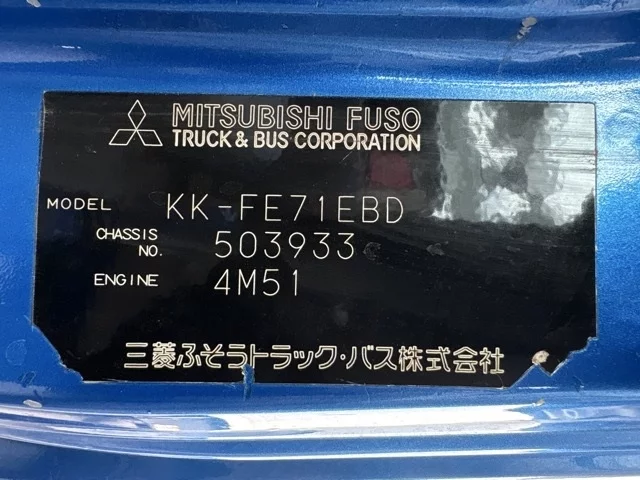 MITSUBISHI FUSO
TRUCK & BUS CORPORATION
MODEL KK-FE71EBD
CHASSIS NO. 503933
ENGINE 4M51
三菱ふそうトラック・バス株式会社